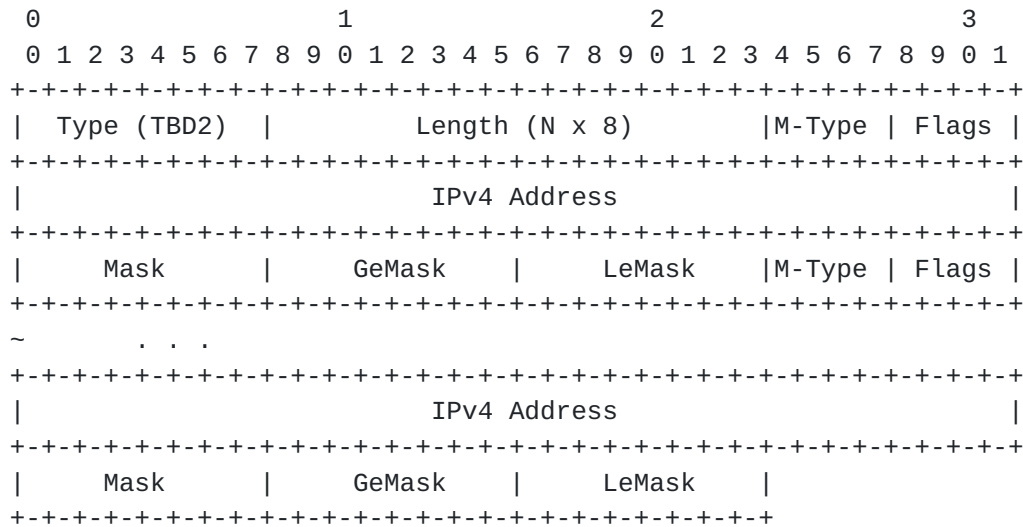 0                   1                   2                   3
 0 1 2 3 4 5 6 7 8 9 0 1 2 3 4 5 6 7 8 9 0 1 2 3 4 5 6 7 8 9 0 1
+-+-+-+-+-+-+-+-+-+-+-+-+-+-+-+-+-+-+-+-+-+-+-+-+-+-+-+-+-+-+-+-+
|  Type (TBD2)  |         Length (N x 8)        |M-Type | Flags |
+-+-+-+-+-+-+-+-+-+-+-+-+-+-+-+-+-+-+-+-+-+-+-+-+-+-+-+-+-+-+-+-+
|                          IPv4 Address                         |
+-+-+-+-+-+-+-+-+-+-+-+-+-+-+-+-+-+-+-+-+-+-+-+-+-+-+-+-+-+-+-+-+
|     Mask      |     GeMask    |     LeMask    |M-Type | Flags |
+-+-+-+-+-+-+-+-+-+-+-+-+-+-+-+-+-+-+-+-+-+-+-+-+-+-+-+-+-+-+-+-+
~       . . .
+-+-+-+-+-+-+-+-+-+-+-+-+-+-+-+-+-+-+-+-+-+-+-+-+-+-+-+-+-+-+-+-+
|                          IPv4 Address                         |
+-+-+-+-+-+-+-+-+-+-+-+-+-+-+-+-+-+-+-+-+-+-+-+-+-+-+-+-+-+-+-+-+
|     Mask      |     GeMask    |     LeMask    |
+-+-+-+-+-+-+-+-+-+-+-+-+-+-+-+-+-+-+-+-+-+-+-+-+